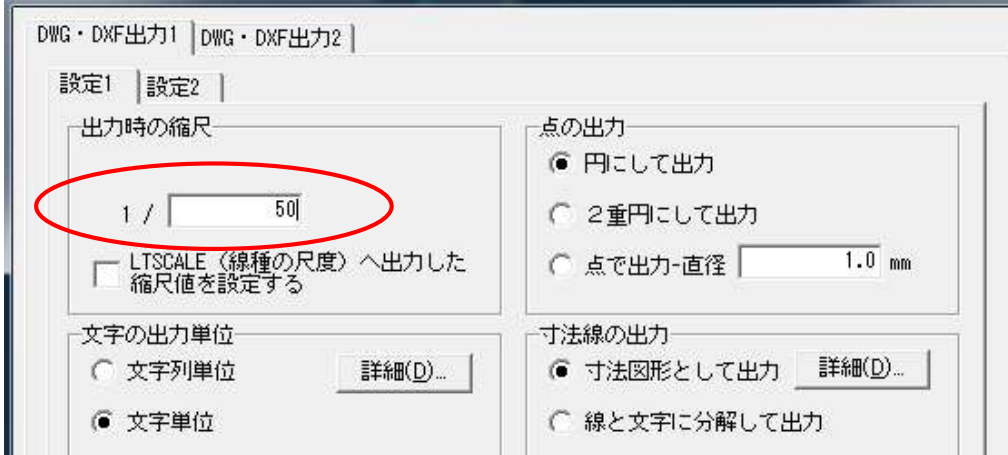 DWG・DXF出力1
DWG・DXF出力2
設定1
設定2
出力時の縮尺
1 / 50
LTSCALE（線種の尺度）へ出力した
縮尺値を設定する
点の出力
円にして出力
２重円にして出力
点で出力-直径 1.0 mm
文字の出力単位
文字列単位
詳細(D)...
文字単位
寸法線の出力
寸法図形として出力
詳細(D)...
線と文字に分解して出力